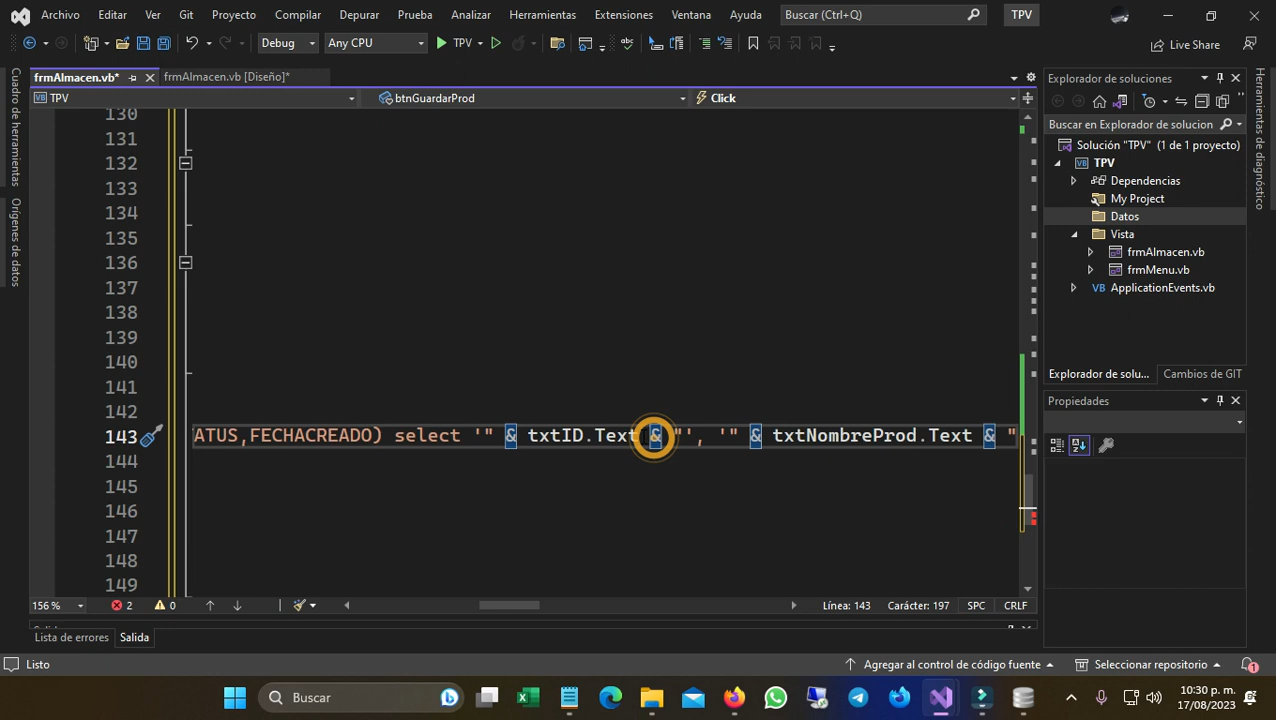 Archivo Editar Ver Git Proyecto Compilar Depurar Prueba Analizar Herramientas Extensiones Ventana Ayuda Buscar (Ctrl+Q) TPV
Debug Any CPU TPV Live Share
frmAlmacen.vb* frmAlmacen.vb [Diseño]*
TPV btnGuardarProd Click
Cuadro de herramientas
Orígenes de datos
130
131
132
133
134
135
136
137
138
139
140
141
142
143 ATUS,FECHACREADO) select '" & txtID.Text & "', '" & txtNombreProd.Text & "
144
145
146
147
148
149
156 % 2 0 Línea: 143 Carácter: 197 SPC CRLF
Lista de errores Salida
Explorador de soluciones
Buscar en Explorador de solucion
Solución "TPV" (1 de 1 proyecto)
TPV
Dependencias
My Project
Datos
Vista
frmAlmacen.vb
frmMenu.vb
VB ApplicationEvents.vb
Explorador de solu... Cambios de GIT
Propiedades
Herramientas de diagnóstico
Listo Agregar al control de código fuente Seleccionar repositorio 1
Buscar 10:30 p. m.
17/08/2023